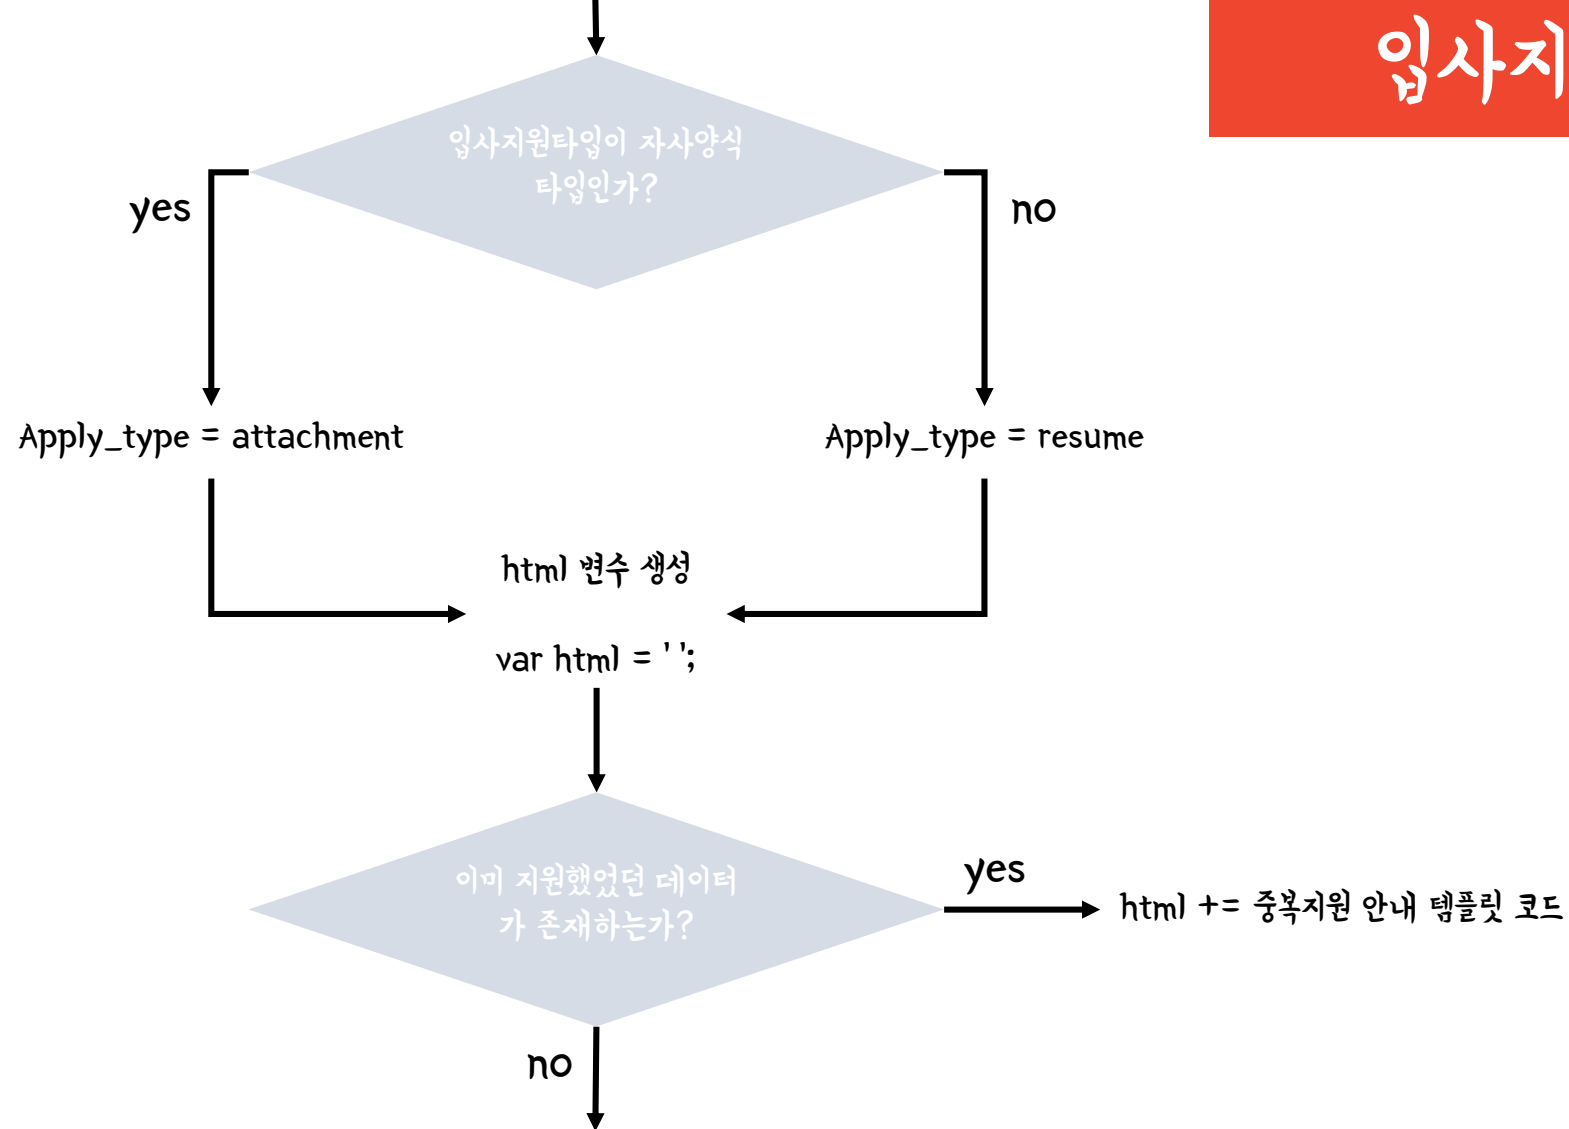 입사지
입사지원타입이 자사양식
타입인가?
yes
no
Apply_type = attachment
Apply_type = resume
html 변수 생성
var html = ' ';
이미 지원했었던 데이터
가 존재하는가?
yes
html += 중복지원 안내 템플릿 코드
no